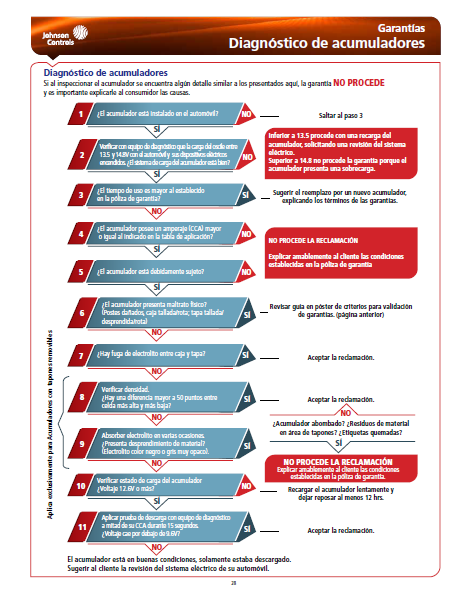 Johnson
Controls
Garantías
Diagnóstico de acumuladores
Diagnóstico de acumuladores
Si al inspeccionar el acumulador se encuentra algún detalle similar a los presentados aquí, la garantía NO PROCEDE
y es importante explicarle al consumidor las causas.
1
¿El acumulador está instalado en el automóvil?
NO
Saltar al paso 3
SÍ
2
Verificar con equipo de diagnóstico que la carga del oscile entre
13.5 y 14.8V con el automóvil y sus dispositivos eléctricos
encendidos. ¿El sistema de carga del acumulador está bien?
NO
Inferior a 13.5 procede con una recarga del
acumulador, solicitando una revisión del sistema
eléctrico.
Superior a 14.8 no procede la garantía porque el
acumulador presenta una sobrecarga.
SÍ
3
¿El tiempo de uso es mayor al establecido
en la póliza de garantía?
SÍ
Sugerir el reemplazo por un nuevo acumulador,
explicando los términos de las garantías.
NO
4
¿El acumulador posee un amperaje (CCA) mayor
o igual al indicado en la tabla de aplicación?
NO
NO PROCEDE LA RECLAMACIÓN
Explicar amablemente al cliente las condiciones
establecidas en la póliza de garantía
SÍ
5
¿El acumulador está debidamente sujeto?
NO
SÍ
6
¿El acumulador presenta maltrato físico?
(Postes dañados, caja tallada/rota; tapa tallada/
desprendida/rota)
SÍ
Revisar guía en póster de criterios para validación
de garantías. (página anterior)
NO
7
¿Hay fuga de electrolito entre caja y tapa?
SÍ
Aceptar la reclamación.
NO
Aplica exclusivamente para Acumuladores con tapones removibles
8
Verificar densidad.
¿Hay una diferencia mayor a 50 puntos entre
celda más alta y más baja?
SÍ
Aceptar la reclamación.
NO
NO
¿Acumulador abombado? ¿Residuos de material
en área de tapones? ¿Etiquetas quemadas?
SÍ
9
Absorber electrolito en varias ocasiones.
¿Presenta desprendimiento de material?
(Electrolito color negro o gris muy opaco).
SÍ
NO PROCEDE LA RECLAMACIÓN
Explicar amablemente al cliente las condiciones
establecidas en la póliza de garantía.
NO
10
Verificar estado de carga del acumulador
¿Voltaje 12.6V o más?
NO
Recargar el acumulador lentamente y
dejar reposar al menos 12 hrs.
SÍ
11
Aplicar prueba de descarga con equipo de diagnóstico
a mitad de su CCA durante 15 segundos.
¿Voltaje cae por debajo de 9.6V?
SÍ
Aceptar la reclamación.
NO
El acumulador está en buenas condiciones, solamente estaba descargado.
Sugerir al cliente la revisión del sistema eléctrico de su automóvil.
28